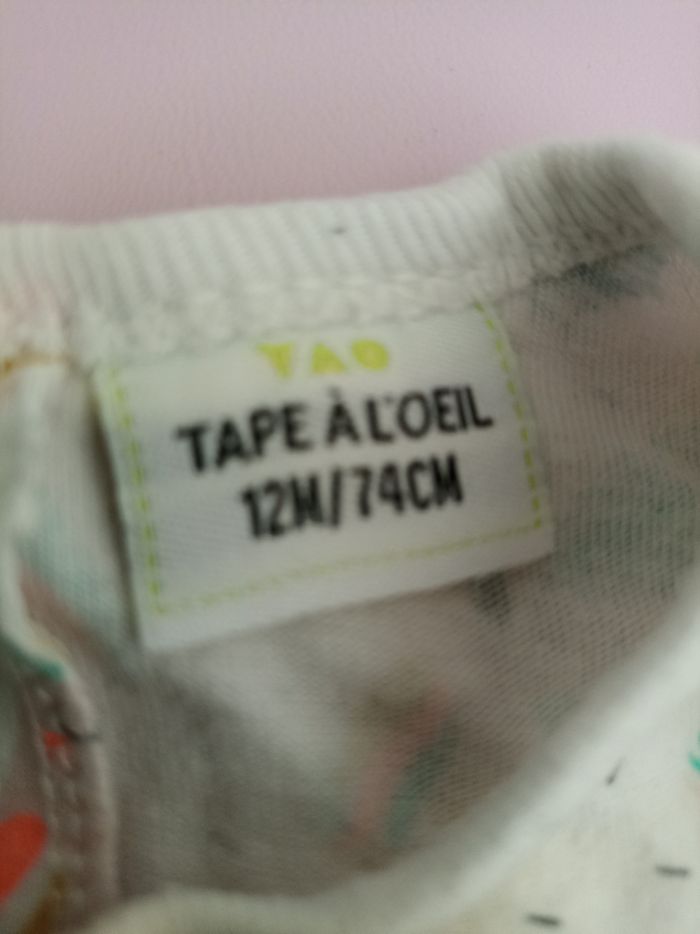 TAO
TAPE À L'OEIL
12M/74CM